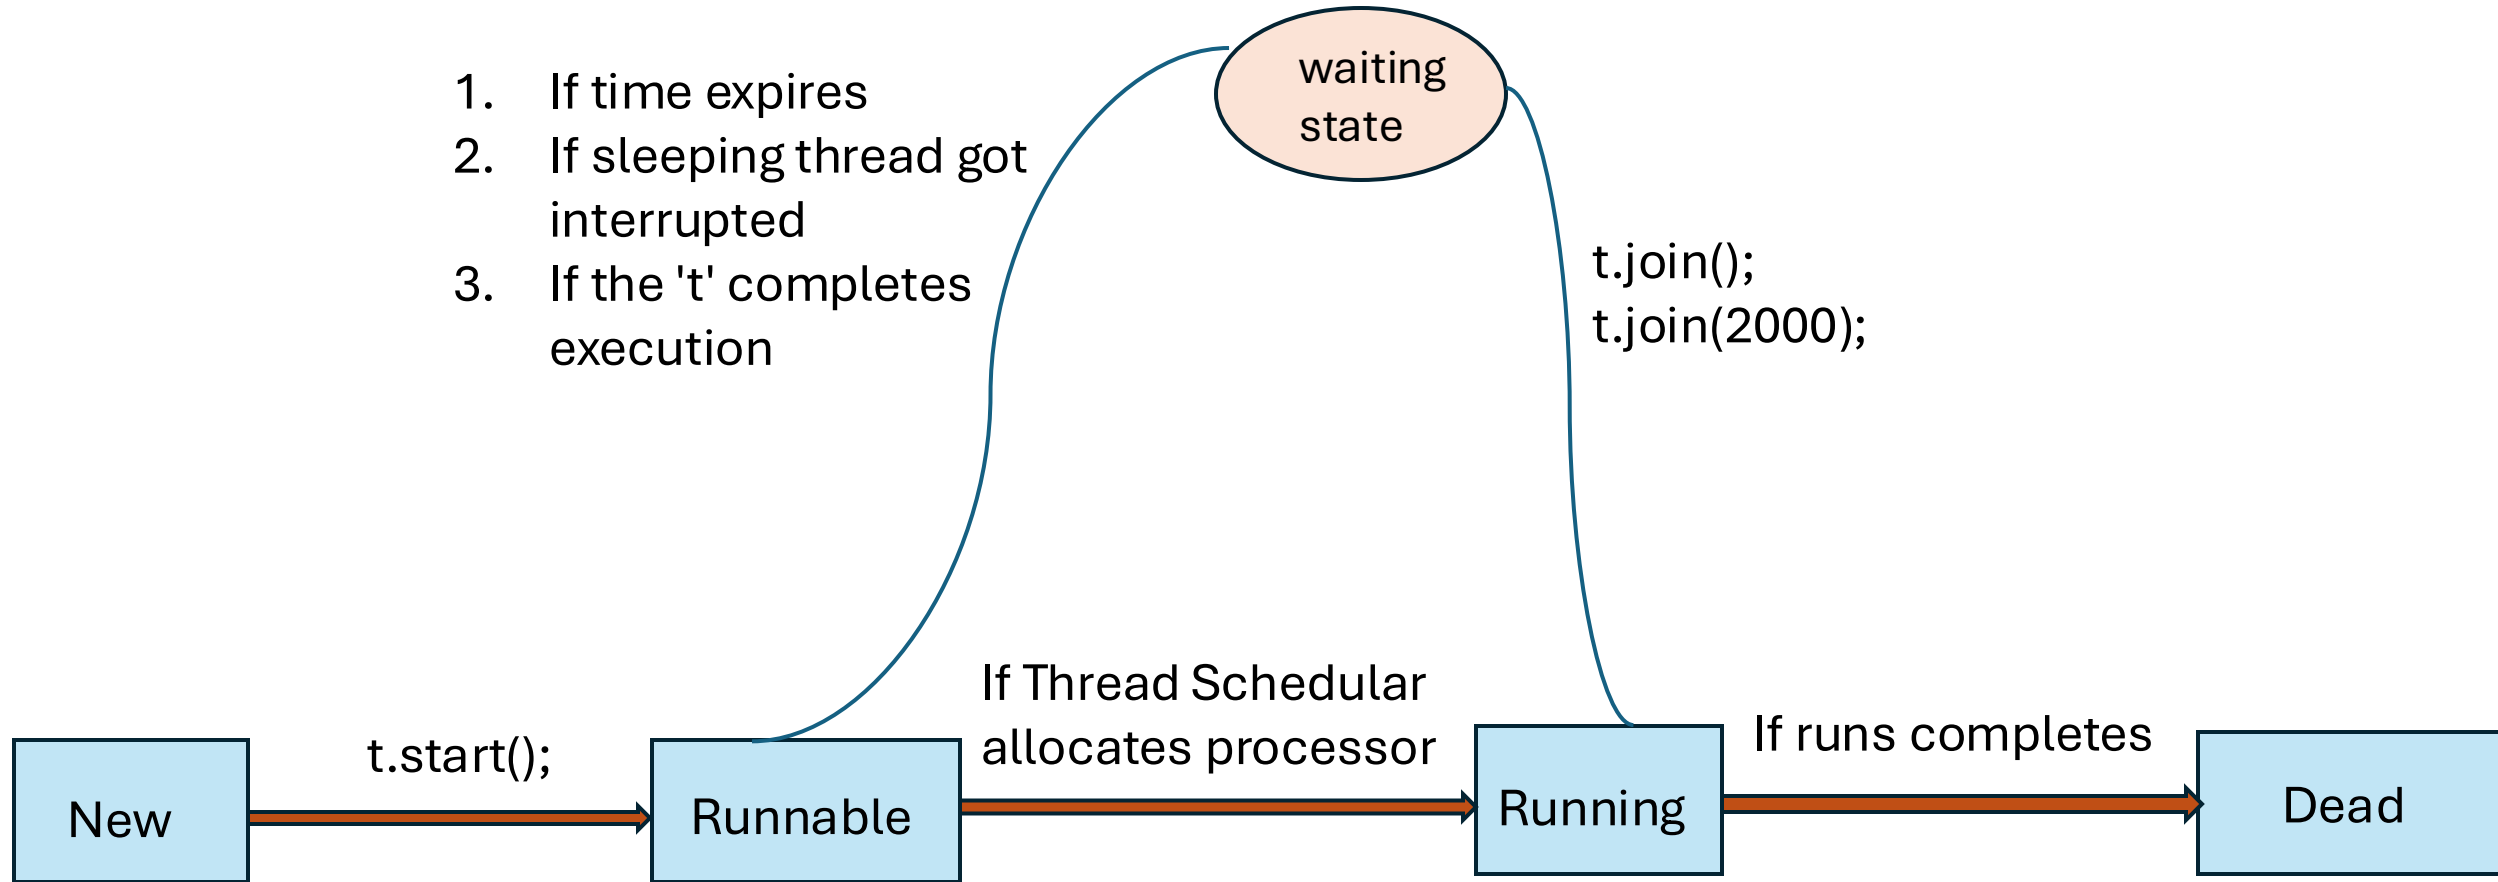 waiting
state
1. If time expires
2. If sleeping thread got
interrupted
3. If the 't' completes
execution
t.join();
t.join(2000);
If Thread Schedular
allocates processor
If runs completes
t.start();
New
Runnable
Running
Dead